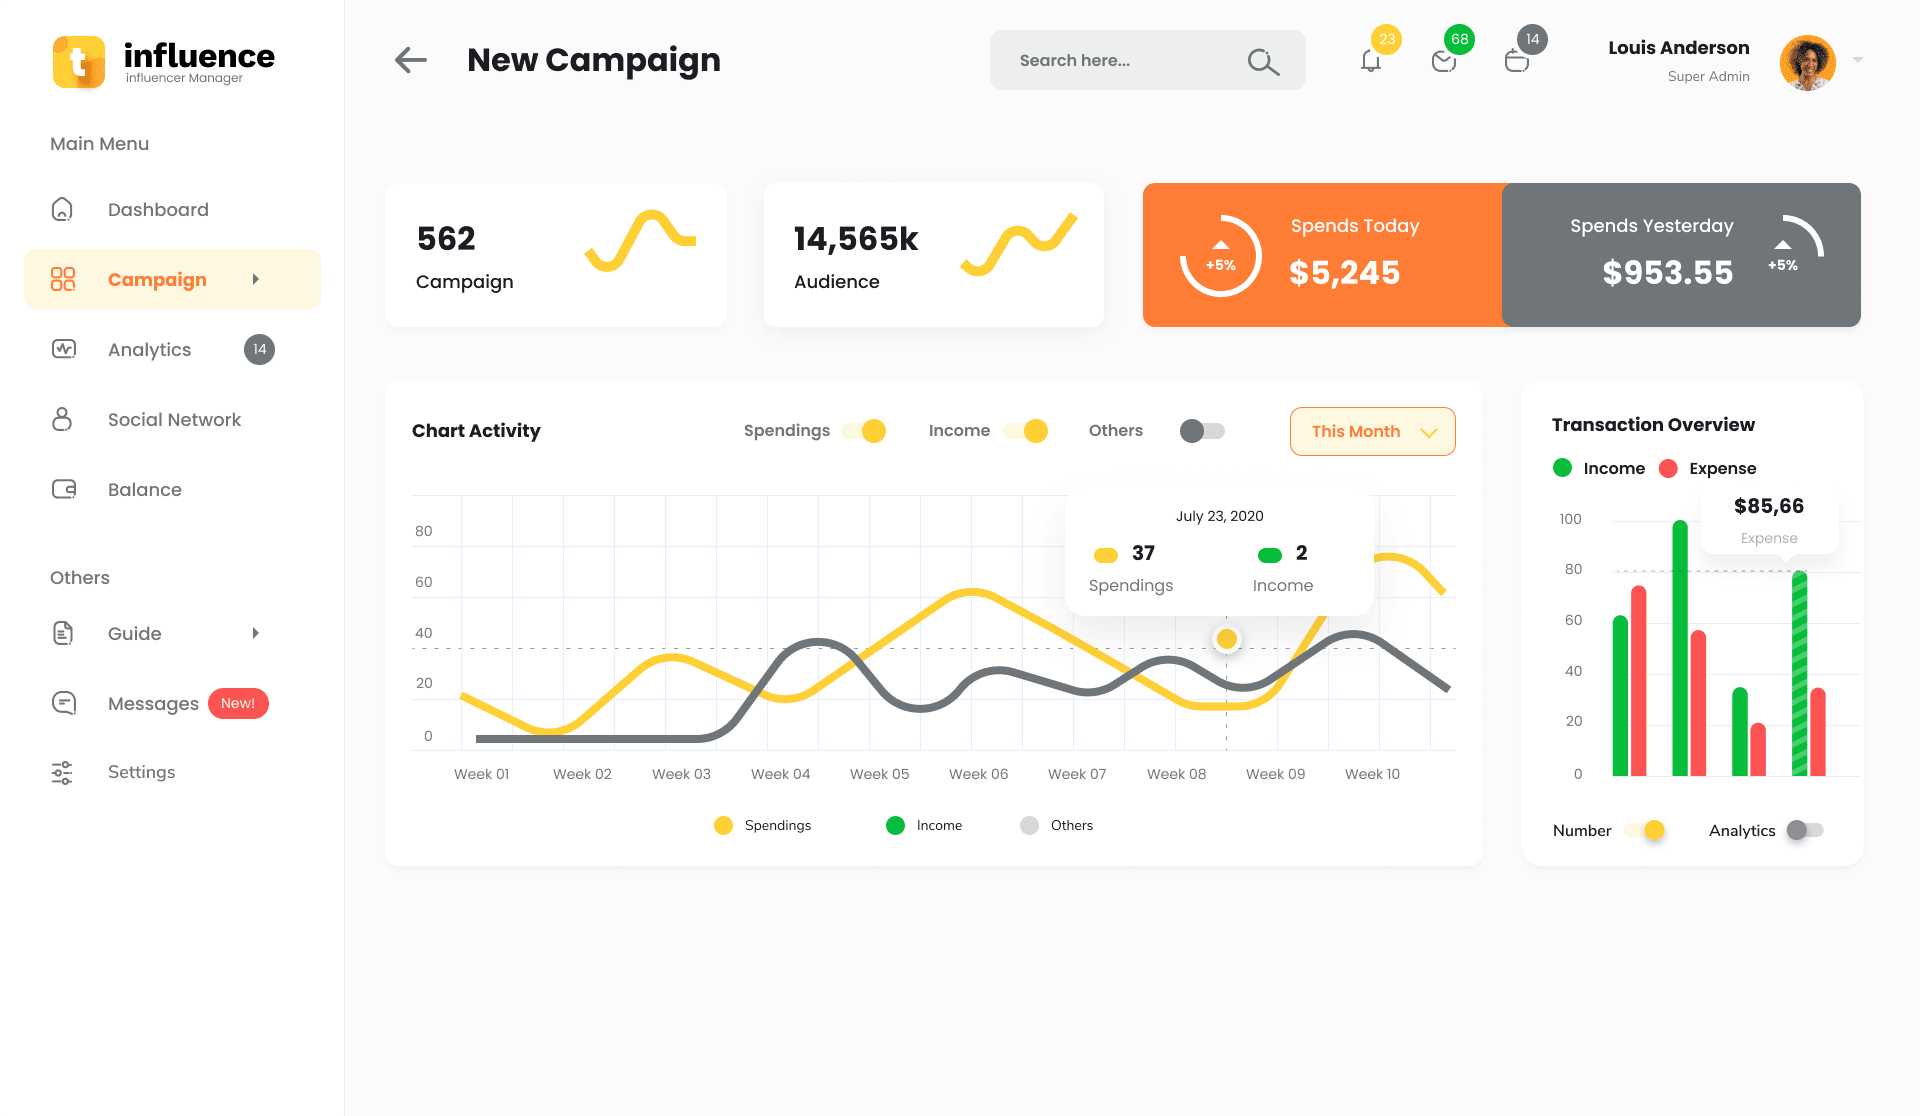 t
influence
influencer Manager
Main Menu
Dashboard
Campaign
Analytics
14
Social Network
Balance
Others
Guide
Messages
New!
Settings
New Campaign
Search here...
23
68
14
Louis Anderson
Super Admin
562
Campaign
14,565k
Audience
+5%
Spends Today
$5,245
Spends Yesterday
$953.55
+5%
Chart Activity
Spendings
Income
Others
This Month
80
60
40
20
0
July 23, 2020
37
Spendings
2
Income
Week 01
Week 02
Week 03
Week 04
Week 05
Week 06
Week 07
Week 08
Week 09
Week 10
Spendings
Income
Others
Transaction Overview
Income
Expense
$85,66
Expense
100
80
60
40
20
0
Number
Analytics